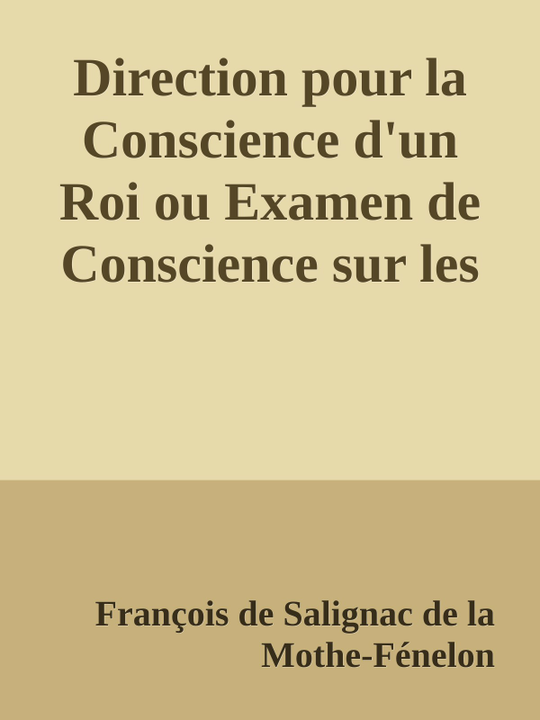 Direction pour la
Conscience d'un
Roi ou Examen de
Conscience sur les
François de Salignac de la
Mothe-Fénelon